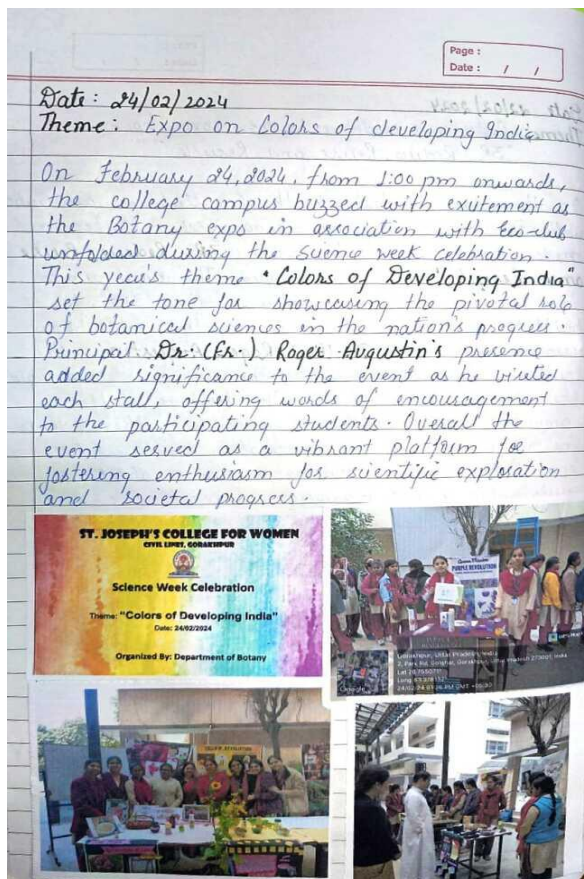 Page :
Date : / /
Date : 24/02/2024
Theme : Expo on Colors of developing India
On February 24, 2024, from 1:00 pm onwards,
the college campus buzzed with excitement as
the Botany expo in association with Eco-club
unfolded during the Science week celebration.
This year's theme "Colors of Developing India"
set the tone for showcasing the pivotal role
of botanical sciences in the nation's progress.
Principal Dr. (Fr.) Roger Augustin's presence
added significance to the event as he visited
each stall, offering words of encouragement
to the participating students. Overall the
event served as a vibrant platform for
fostering enthusiasm for scientific exploration
and societal progress.
ST. JOSEPH'S COLLEGE FOR WOMEN
CIVIL LINES, GORAKHPUR
Science Week Celebration
Theme: "Colors of Developing India"
Date: 24/02/2024
Organized By: Department of Botany
PURPLE REVOLUTION
Gorakhpur, Uttar Pradesh, India
Google